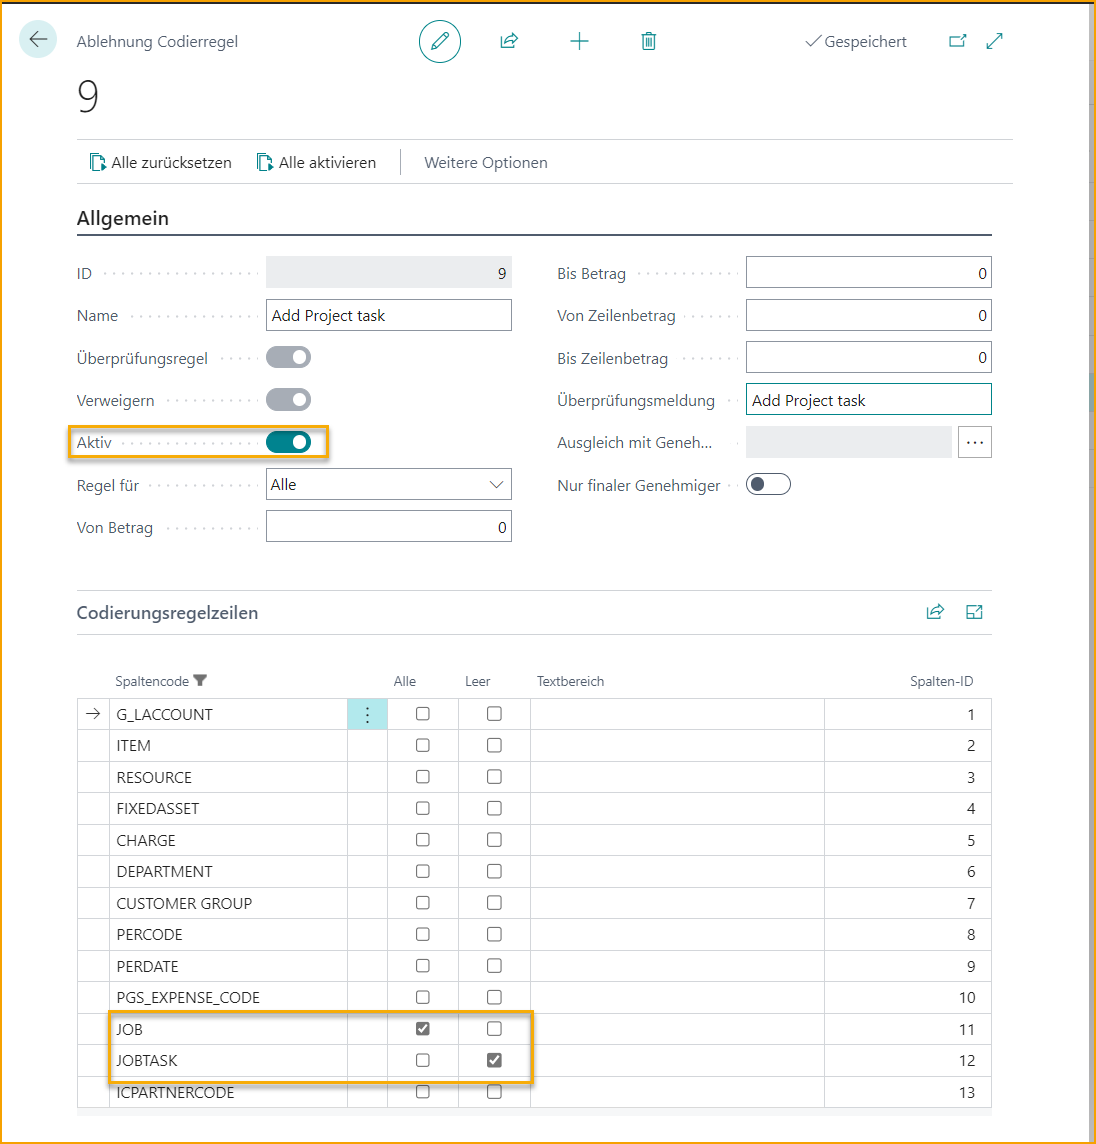 Ablehnung Codierregel
Gespeichert
9
Alle zurücksetzen Alle aktivieren Weitere Optionen
Allgemein
ID 9
Name Add Project task
Überprüfungsregel
Verweigern
Aktiv
Regel für Alle
Von Betrag 0
Bis Betrag 0
Von Zeilenbetrag 0
Bis Zeilenbetrag 0
Überprüfungsmeldung Add Project task
Ausgleich mit Geneh...
Nur finaler Genehmiger
Codierungsregelzeilen
Spaltencode Alle Leer Textbereich Spalten-ID
G_LACCOUNT 1
ITEM 2
RESOURCE 3
FIXEDASSET 4
CHARGE 5
DEPARTMENT 6
CUSTOMER GROUP 7
PERCODE 8
PERDATE 9
PGS_EXPENSE_CODE 10
JOB 11
JOBTASK 12
ICPARTNERCODE 13